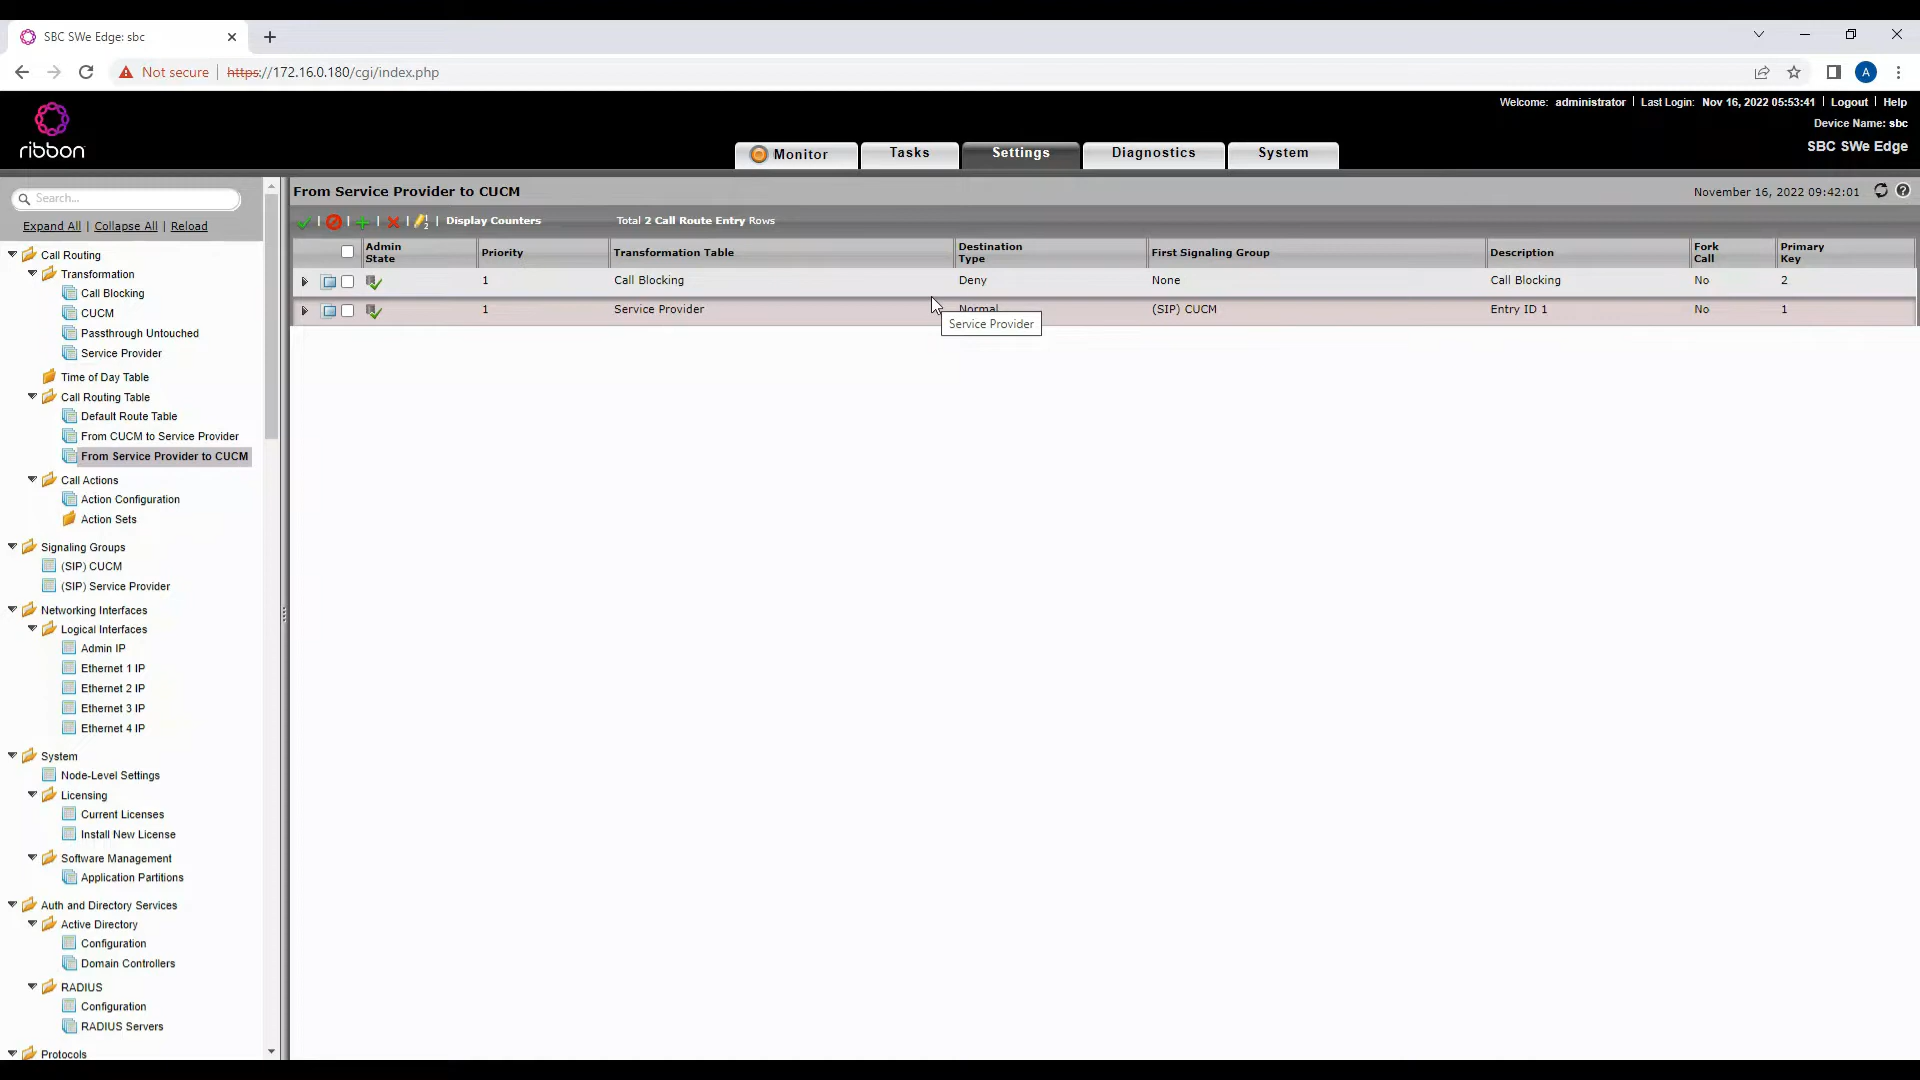 SBC SWe Edge: sbc
Not secure
https://172.16.0.180/cgi/index.php
A
ribbon
Welcome: administrator | Last Login: Nov 16, 2022 05:53:41 | Logout | Help
Device Name: sbc
SBC SWe Edge
Monitor
Tasks
Settings
Diagnostics
System
Search...
Expand All | Collapse All | Reload
Call Routing
Transformation
Call Blocking
CUCM
Passthrough Untouched
Service Provider
Time of Day Table
Call Routing Table
Default Route Table
From CUCM to Service Provider
From Service Provider to CUCM
Call Actions
Action Configuration
Action Sets
Signaling Groups
(SIP) CUCM
(SIP) Service Provider
Networking Interfaces
Logical Interfaces
Admin IP
Ethernet 1 IP
Ethernet 2 IP
Ethernet 3 IP
Ethernet 4 IP
System
Node-Level Settings
Licensing
Current Licenses
Install New License
Software Management
Application Partitions
Auth and Directory Services
Active Directory
Configuration
Domain Controllers
RADIUS
Configuration
RADIUS Servers
Protocols
From Service Provider to CUCM
November 16, 2022 09:42:01
| Display Counters Total 2 Call Route Entry Rows
Admin State Priority Transformation Table Destination Type First Signaling Group Description Fork Call Primary Key
1 Call Blocking Deny None Call Blocking No 2
1 Service Provider Normal (SIP) CUCM Entry ID 1 No 1
Service Provider